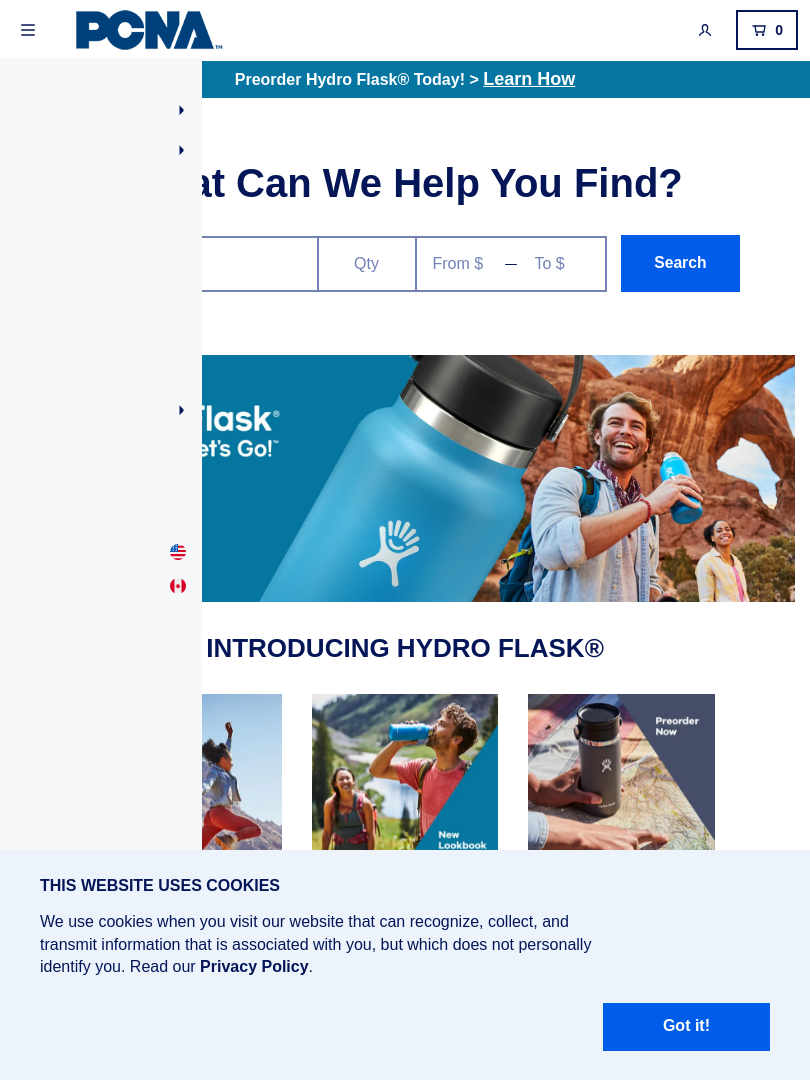 PCNA™
0
Preorder Hydro Flask® Today! > Learn How
at Can We Help You Find?
Qty
From $
—
To $
Search
Flask®
et's Go!™
INTRODUCING HYDRO FLASK®
New
Lookbook
Preorder
Now
THIS WEBSITE USES COOKIES
We use cookies when you visit our website that can recognize, collect, and
transmit information that is associated with you, but which does not personally
identify you. Read our Privacy Policy.
Got it!